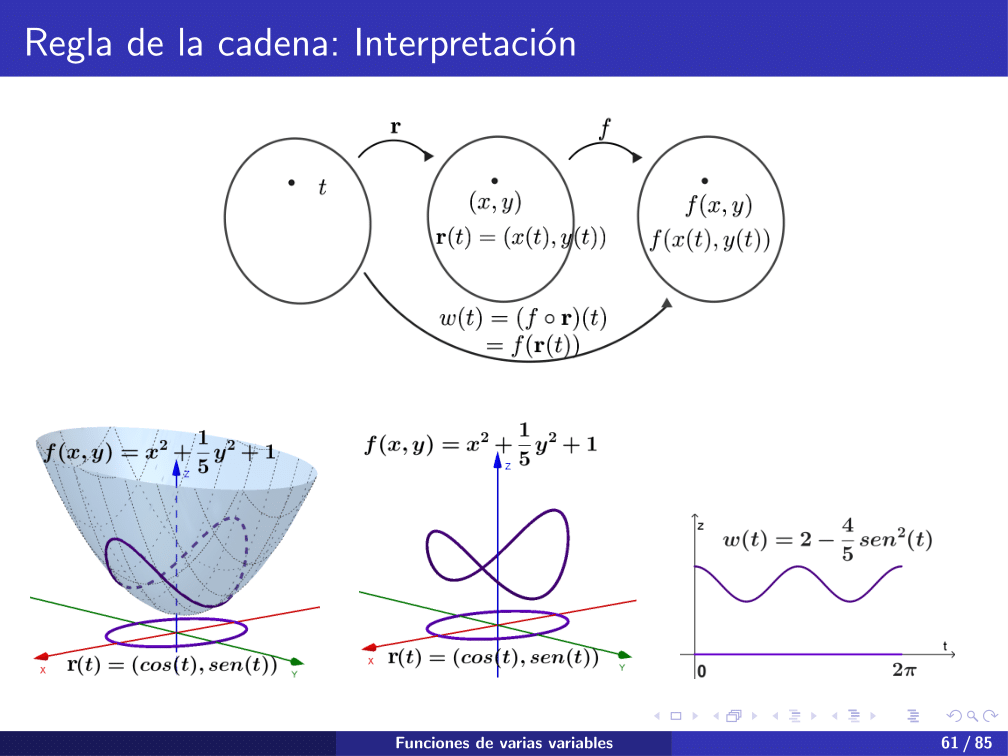 Regla de la cadena: Interpretación
r
f
t
(x, y)
r(t) = (x(t), y(t))
f(x, y)
f(x(t), y(t))
w(t) = (f ∘ r)(t)
= f(r(t))
f(x, y) = x² + 1/5 y² + 1
z
x
Y
r(t) = (cos(t), sen(t))
f(x, y) = x² + 1/5 y² + 1
z
x
Y
r(t) = (cos(t), sen(t))
z
w(t) = 2 − 4/5 sen²(t)
t
0
2π
Funciones de varias variables
61 / 85